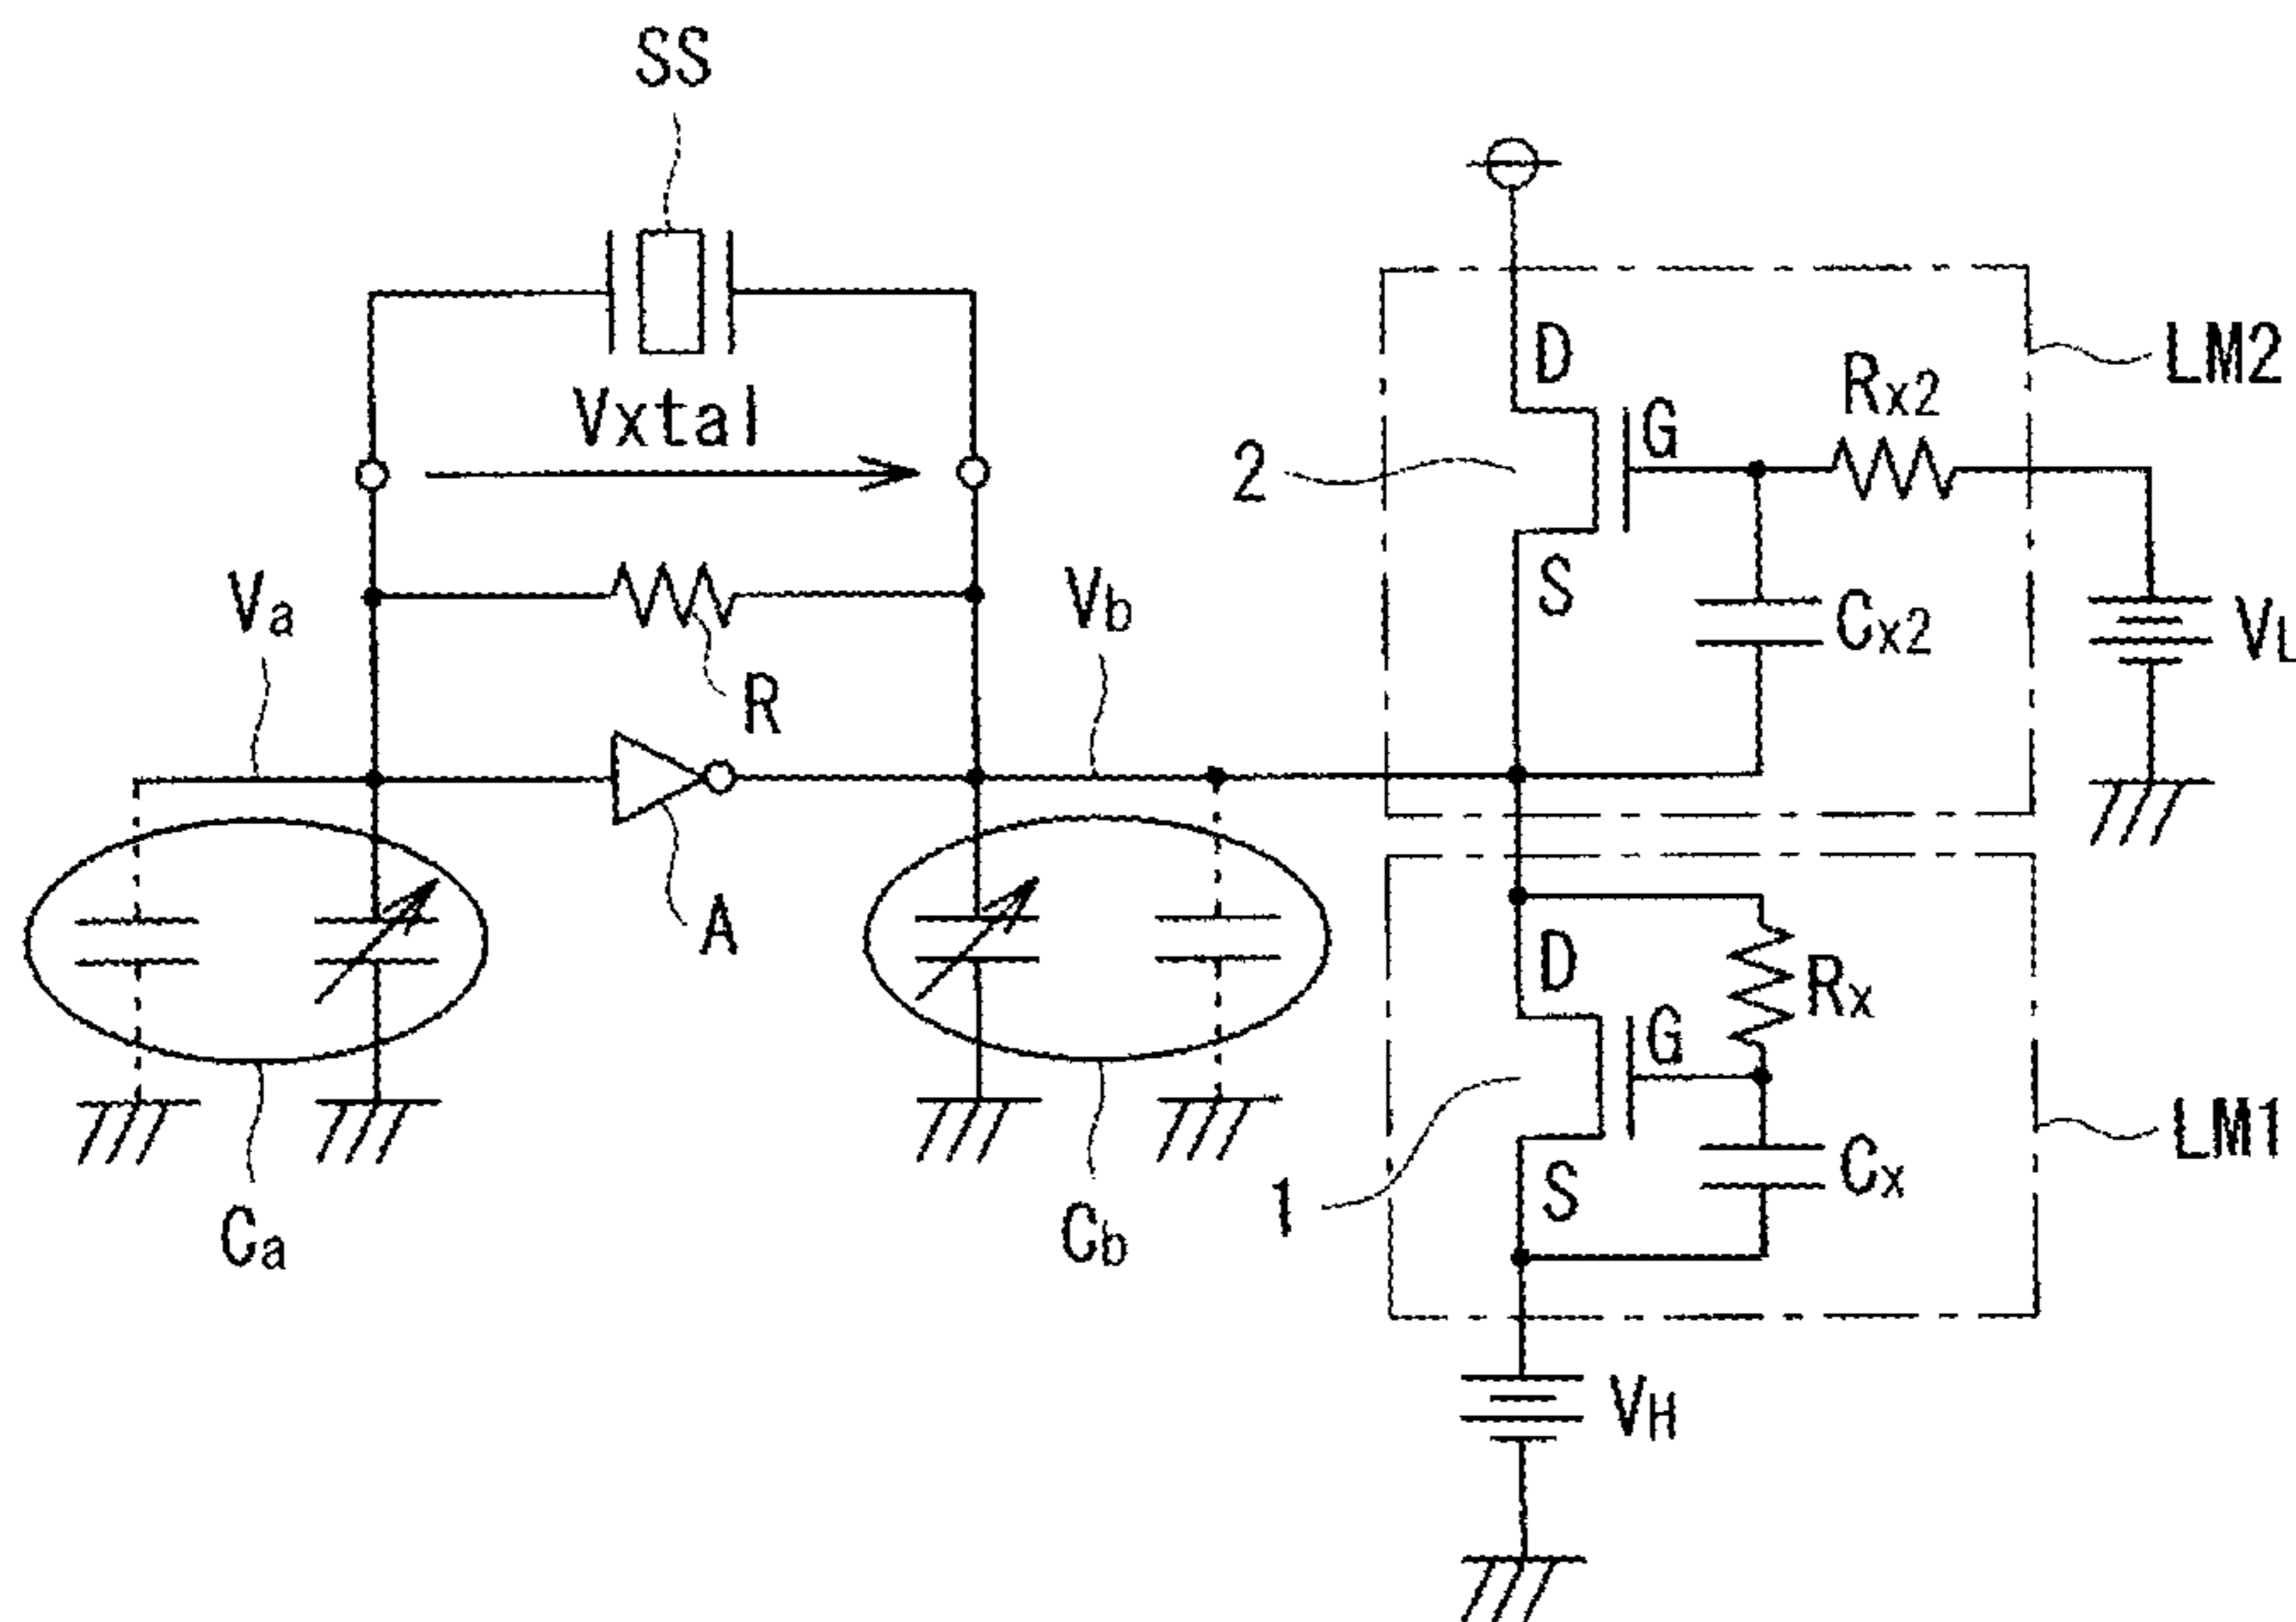 SS
Vxtal
Va
Vb
R
A
Ca
Cb
D
G
S
2
Rx2
Cx2
LM2
VL
D
G
S
1
Rx
Cx
LM1
VH